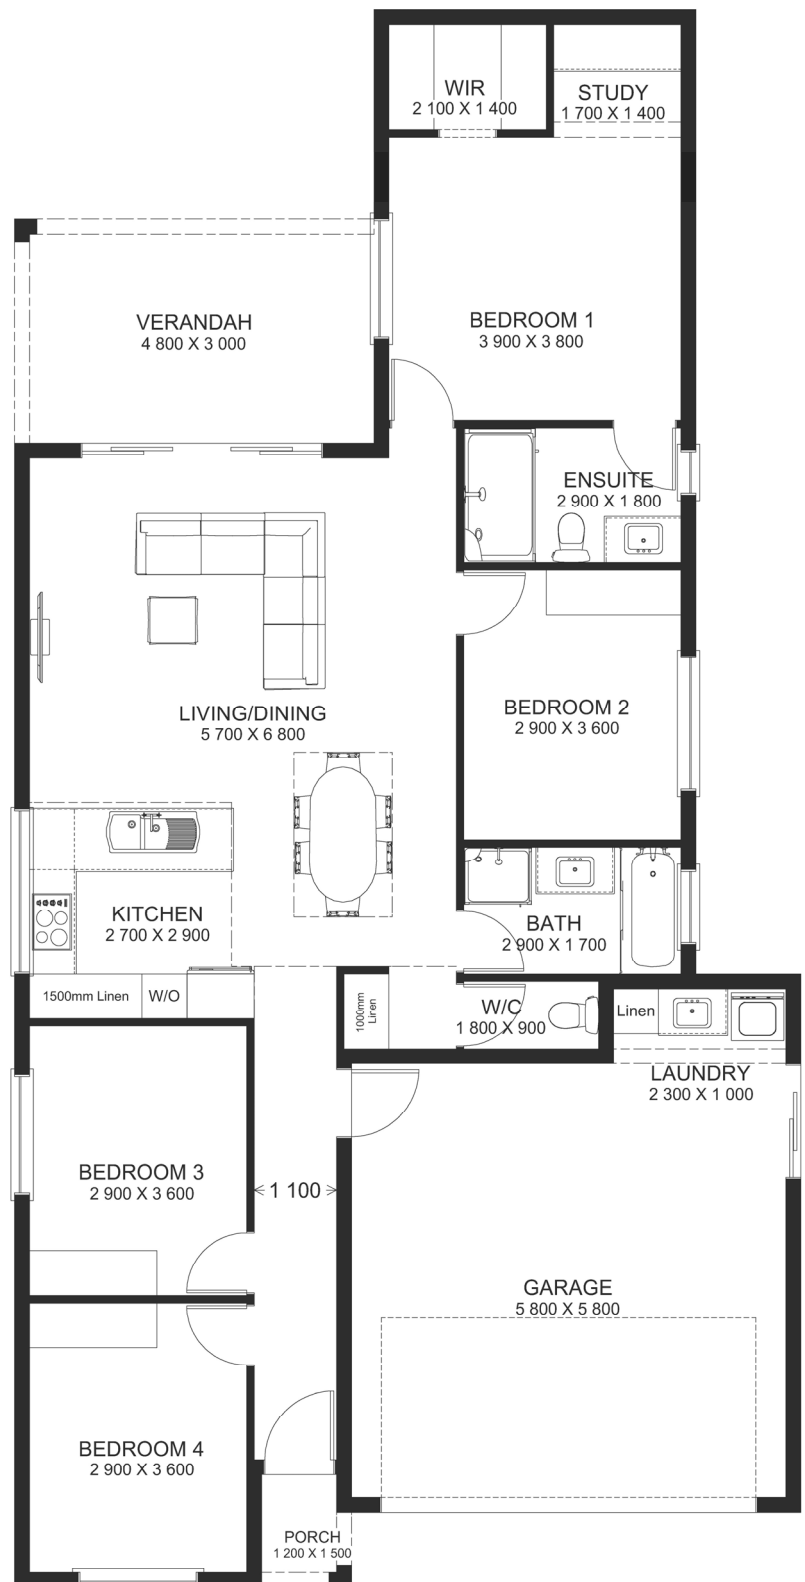 WIR
2 100 X 1 400
STUDY
1 700 X 1 400
VERANDAH
4 800 X 3 000
BEDROOM 1
3 900 X 3 800
ENSUITE
2 900 X 1 800
LIVING/DINING
5 700 X 6 800
BEDROOM 2
2 900 X 3 600
KITCHEN
2 700 X 2 900
BATH
2 900 X 1 700
1500mm Linen
W/O
1000mm
Linen
W/C
1 800 X 900
Linen
LAUNDRY
2 300 X 1 000
BEDROOM 3
2 900 X 3 600
1 100
GARAGE
5 800 X 5 800
BEDROOM 4
2 900 X 3 600
PORCH
1 200 X 1 500